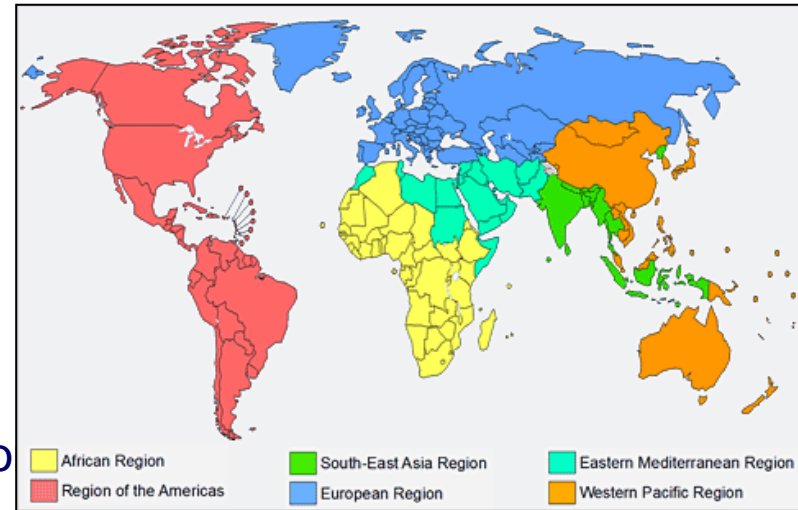 African Region
South-East Asia Region
Eastern Mediterranean Region
o
Region of the Americas
European Region
Western Pacific Region